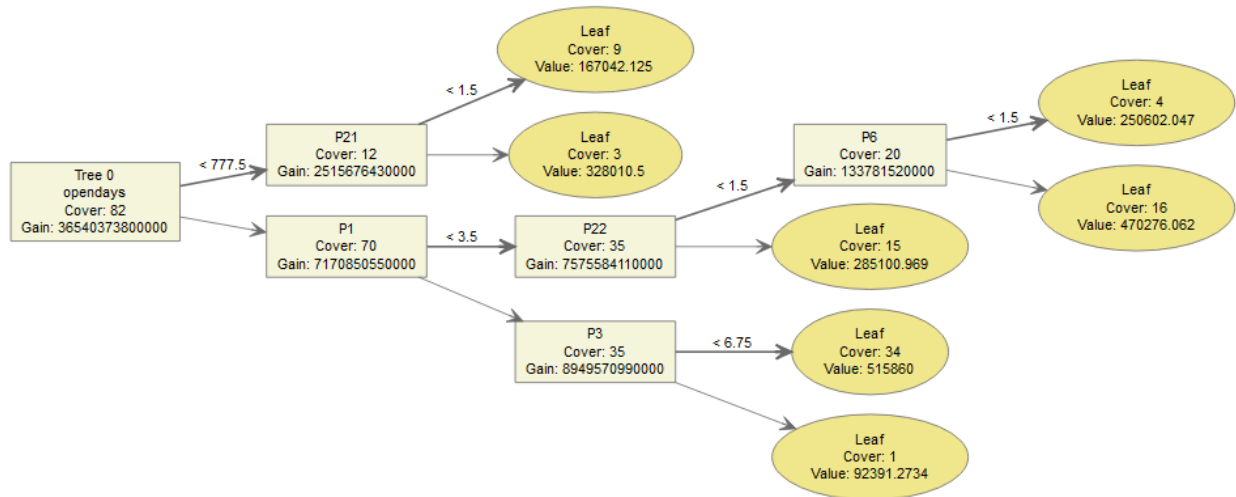 Tree 0
opendays
Cover: 82
Gain: 36540373800000
< 777.5
P21
Cover: 12
Gain: 2515676430000
< 1.5
Leaf
Cover: 9
Value: 167042.125
Leaf
Cover: 3
Value: 328010.5
P1
Cover: 70
Gain: 7170850550000
< 3.5
P22
Cover: 35
Gain: 7575584110000
< 1.5
P6
Cover: 20
Gain: 133781520000
< 1.5
Leaf
Cover: 4
Value: 250602.047
Leaf
Cover: 16
Value: 470276.062
Leaf
Cover: 15
Value: 285100.969
P3
Cover: 35
Gain: 8949570990000
< 6.75
Leaf
Cover: 34
Value: 515860
Leaf
Cover: 1
Value: 92391.2734